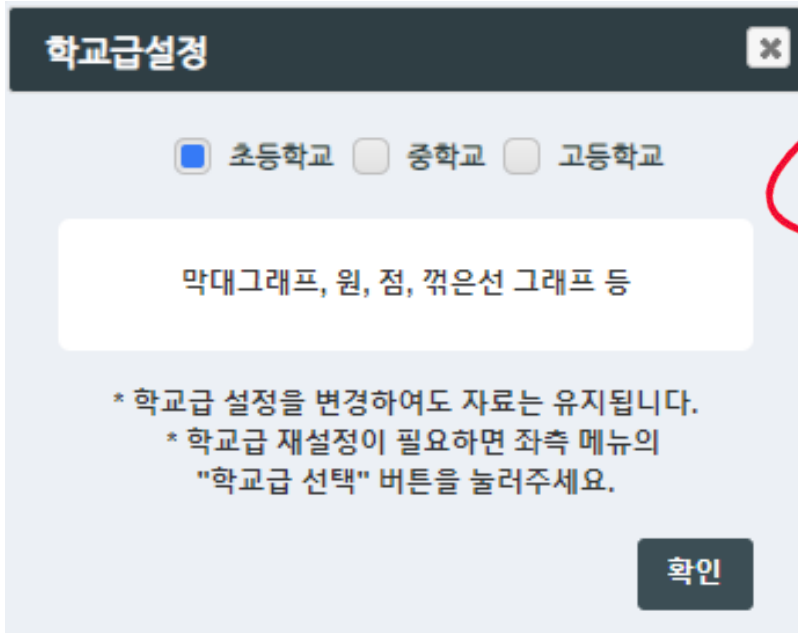 학교급설정
초등학교 중학교 고등학교
막대그래프, 원, 점, 꺾은선 그래프 등
* 학교급 설정을 변경하여도 자료는 유지됩니다.
* 학교급 재설정이 필요하면 좌측 메뉴의
"학교급 선택" 버튼을 눌러주세요.
확인